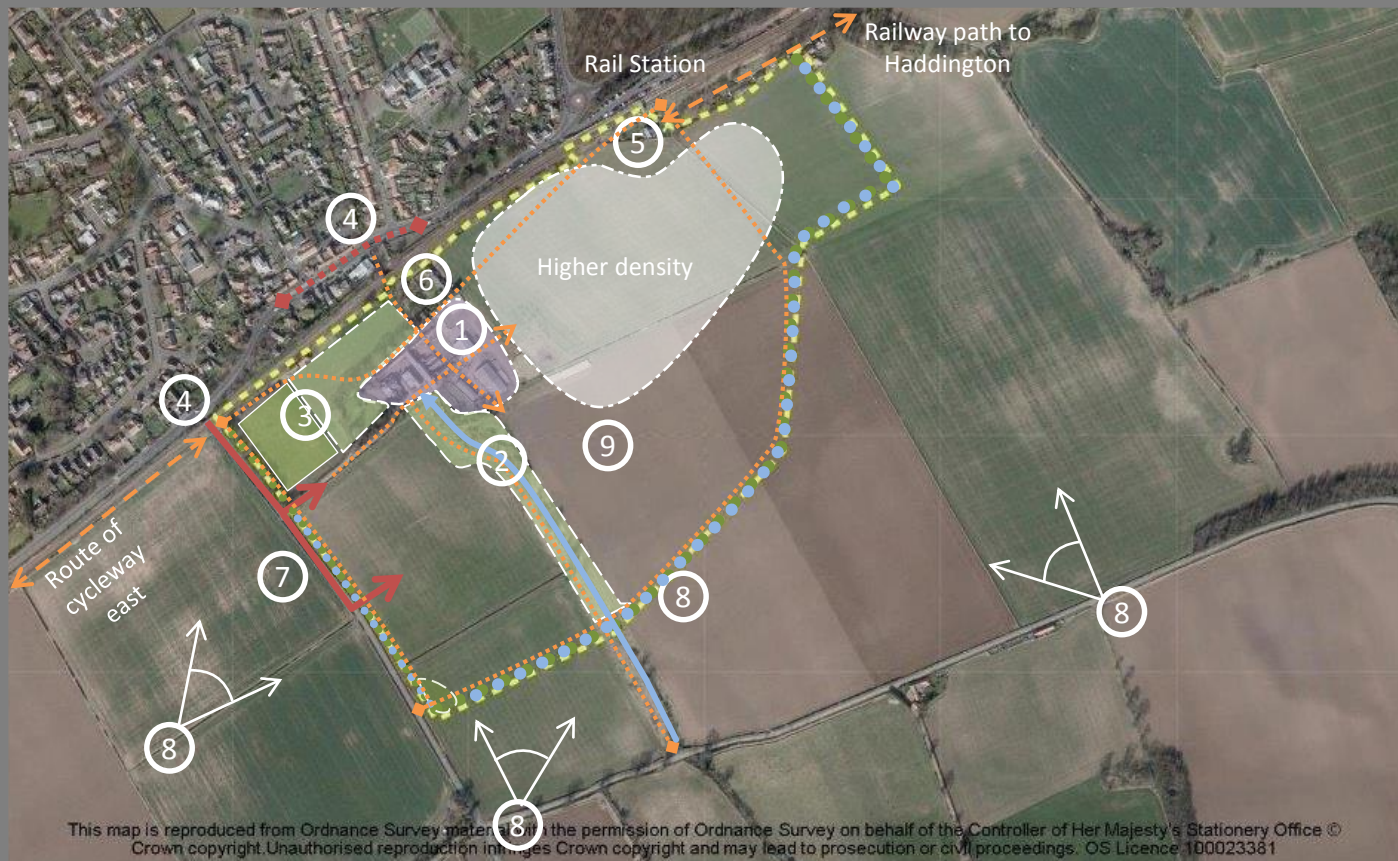 Rail Station
Railway path to
Haddington
5
4
Higher density
6
1
4
3
9
2
Route of
cycleway
east
7
8
8
8
8
This map is reproduced from Ordnance Survey material with the permission of Ordnance Survey on behalf of the Controller of Her Majesty's Stationery Office ©
Crown copyright.Unauthorised reproduction infringes Crown copyright and may lead to prosecution or civil proceedings. OS Licence 100023381